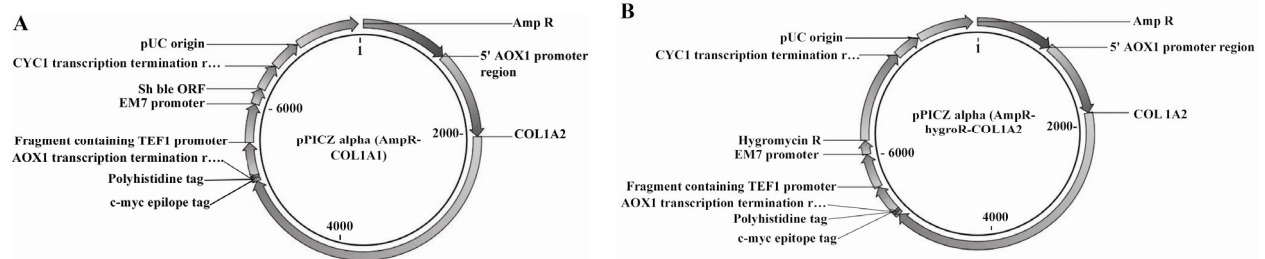 A
Amp R
1
pUC origin
5' AOX1 promoter
region
CYC1 transcription termination r…
Sh ble ORF
EM7 promoter
- 6000
Fragment containing TEF1 promoter
pPICZ alpha (AmpR-
COL1A1)
2000-
COL1A2
AOX1 transcription termination r….
Polyhistidine tag
c-myc epilope tag
4000
B
Amp R
1
pUC origin
5' AOX1 promoter region
CYC1 transcription termination r…
COL 1A2
pPICZ alpha (AmpR-
hygroR-COL1A2
2000-
Hygromycin R
EM7 promoter
- 6000
Fragment containing TEF1 promoter
AOX1 transcription termination r…
Polyhistidine tag
c-myc epitope tag
4000